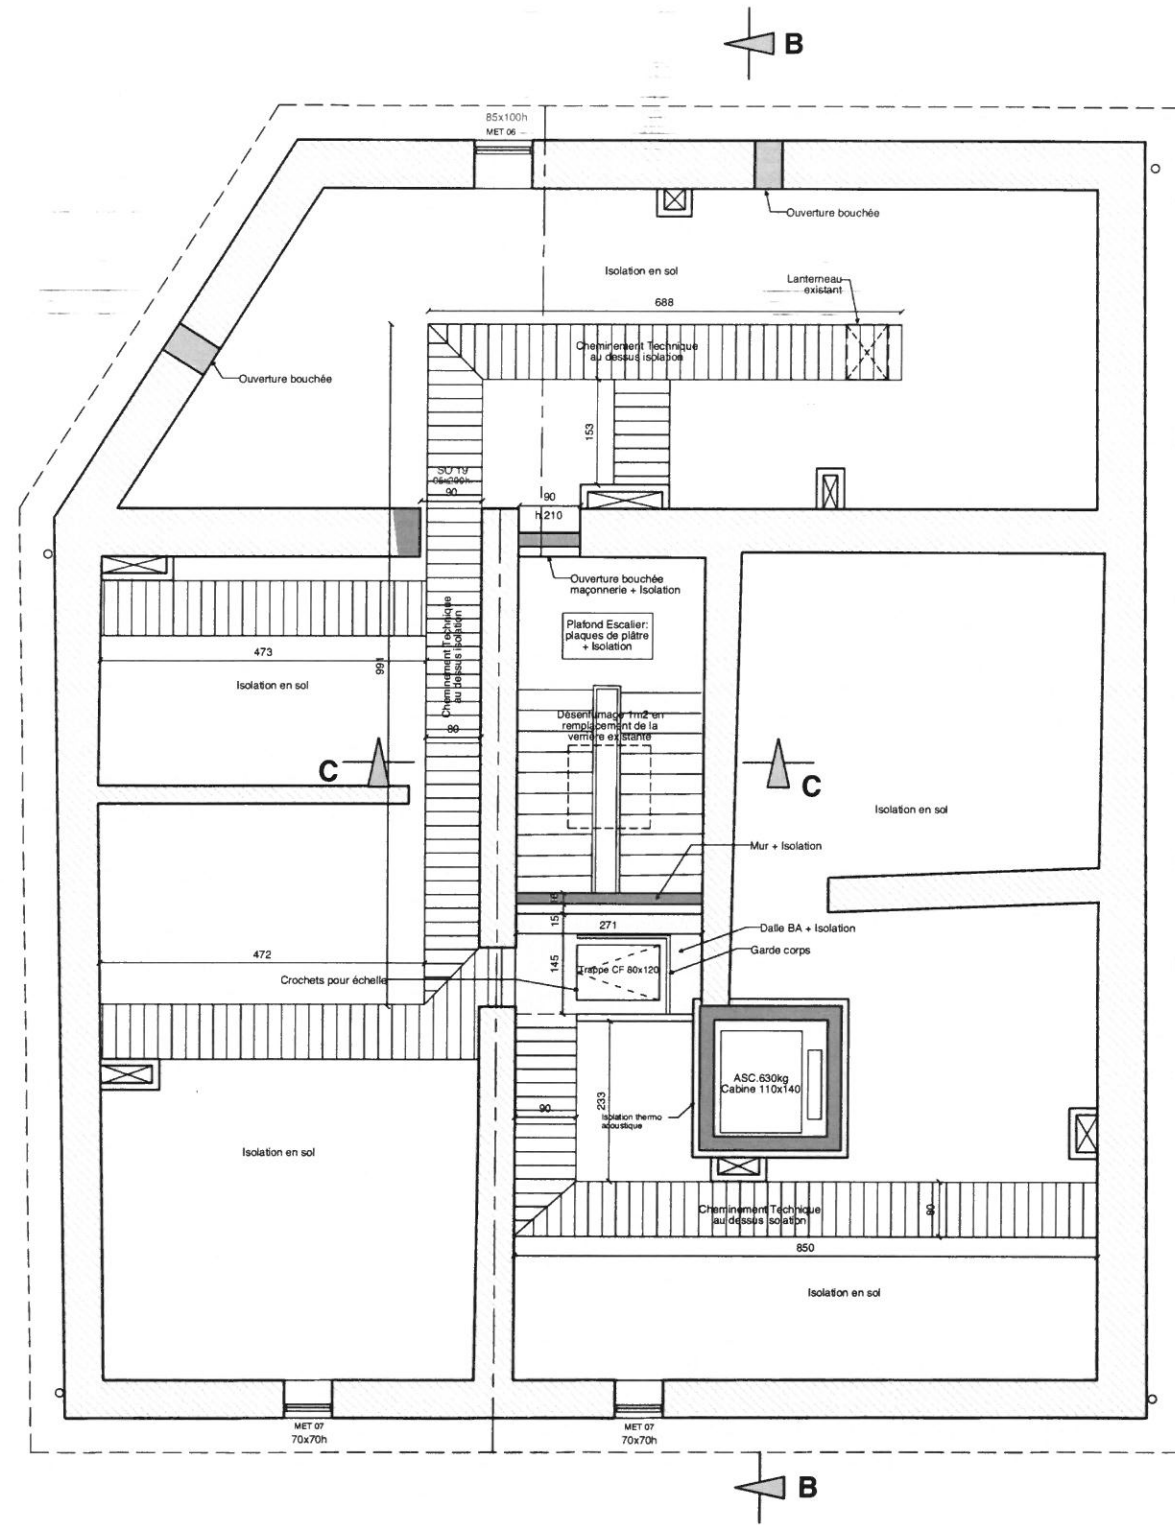 B
85x100h
MET 06
Ouverture bouchée
Isolation en sol
Lanterneau
existant
688
Cheminement Technique
au dessus isolation
Ouverture bouchée
153
SO 19
90
90
h.210
Ouverture bouchée
maçonnerie + Isolation
Plafond Escalier:
plaques de plâtre
+ Isolation
Cheminement Technique
au dessus isolation
473
991
Isolation en sol
Désenfumage 1m2 en
remplacement de la
verrière existante
80
C
C
Isolation en sol
Mur + Isolation
16
15
271
Dalle BA + Isolation
Garde corps
472
145
Trappe CF 80x120
Crochets pour échelle
ASC.630kg
Cabine 110x140
90
233
Isolation thermo
acoustique
Isolation en sol
Cheminement Technique
au dessus isolation
80
850
Isolation en sol
MET 07
70x70h
MET 07
70x70h
B